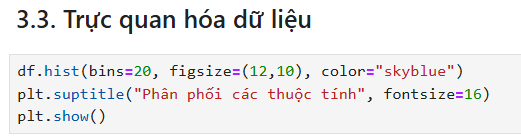 3.3. Trực quan hóa dữ liệu
df.hist(bins=20, figsize=(12,10), color="skyblue")
plt.suptitle("Phân phối các thuộc tính", fontsize=16)
plt.show()